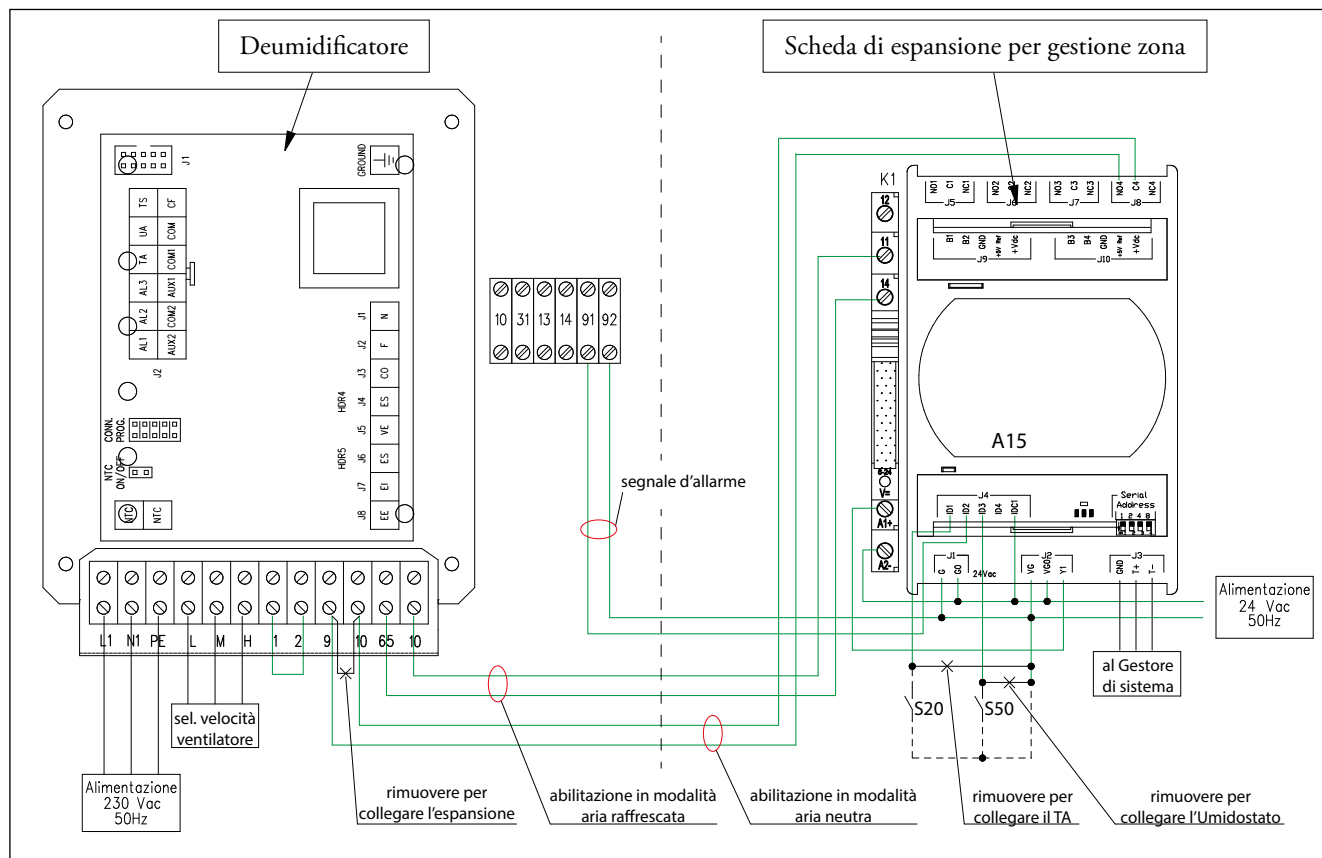 Deumidificatore
Scheda di espansione per gestione zona
J1
GROUND
TS CF
UA COM
TA COM1
AL3 AUX1
AL2 COM2
AL1 AUX2
J2
CONN. PROG.
NTC ON/OFF
NTC NTC
HDR4
HDR5
J1 N
J2 F
J3 CO
J4 ES
J5 VE
J6 ES
J7 EI
J8 EE
10 31 13 14 91 92
L1 N1 PE L M H 1 2 9 10 65 10
K1
12
11
14
V=
A1+
A2-
NO1 C1 NC1
J5
NO2 NC2
J6
NO3 C3 NC3
J7
NO4 C4 NC4
J8
B1 B2 GND +5V Ref +Vdc
J9
B3 B4 GND +5V Ref +Vdc
J10
A15
J4
ID1 ID2 ID3 ID4 IDC1
Serial
Address
1 2 4 8
J1
G G0
24Vac
J2
VG VG0 Y1
J3
GND T+ T-
segnale d'allarme
Alimentazione
24 Vac
50Hz
al Gestore
di sistema
S20
S50
sel. velocità
ventilatore
Alimentazione
230 Vac
50Hz
rimuovere per
collegare l'espansione
abilitazione in modalità
aria raffrescata
abilitazione in modalità
aria neutra
rimuovere per
collegare il TA
rimuovere per
collegare l'Umidostato